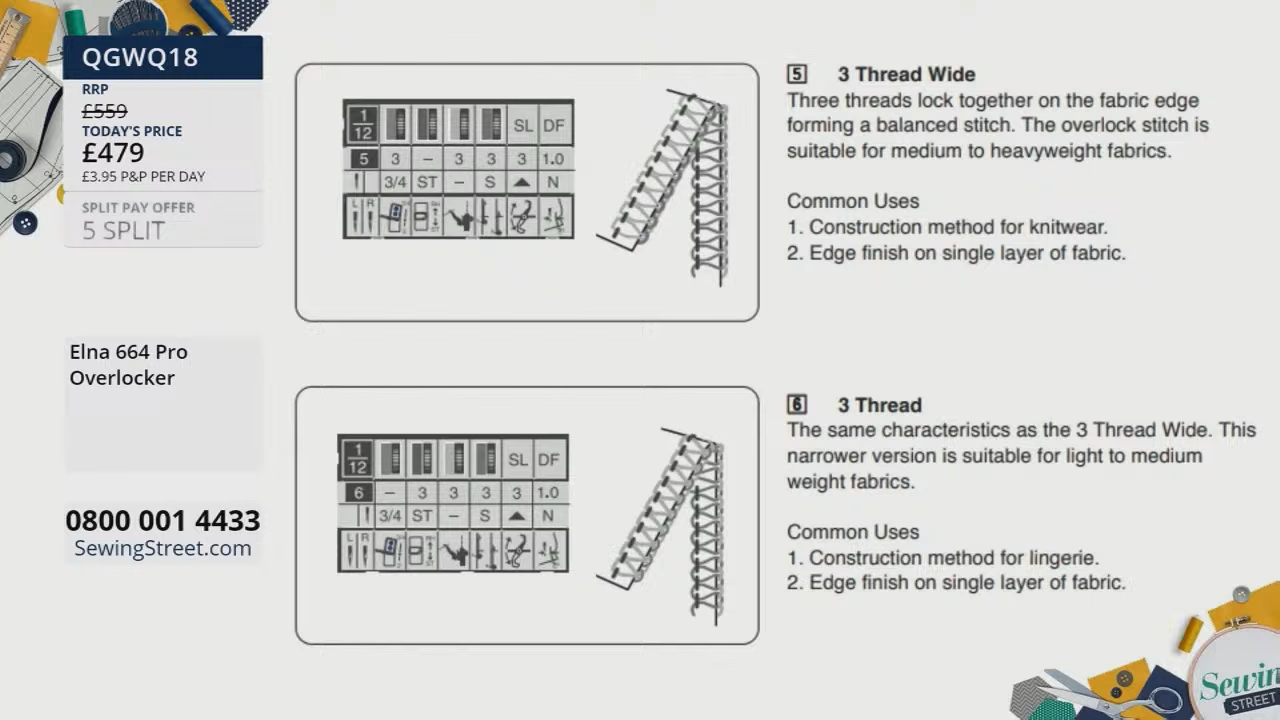 QGWQ18
RRP
£559
TODAY'S PRICE
£479
£3.95 P&P PER DAY
SPLIT PAY OFFER
5 SPLIT
Elna 664 Pro
Overlocker
0800 001 4433
SewingStreet.com
1/12 SL DF
5 3 – 3 3 3 1.0
3/4 ST – S N
L R
5 3 Thread Wide
Three threads lock together on the fabric edge
forming a balanced stitch. The overlock stitch is
suitable for medium to heavyweight fabrics.
Common Uses
1. Construction method for knitwear.
2. Edge finish on single layer of fabric.
1/12 SL DF
6 – 3 3 3 3 1.0
3/4 ST – S N
L R
6 3 Thread
The same characteristics as the 3 Thread Wide. This
narrower version is suitable for light to medium
weight fabrics.
Common Uses
1. Construction method for lingerie.
2. Edge finish on single layer of fabric.
STREET